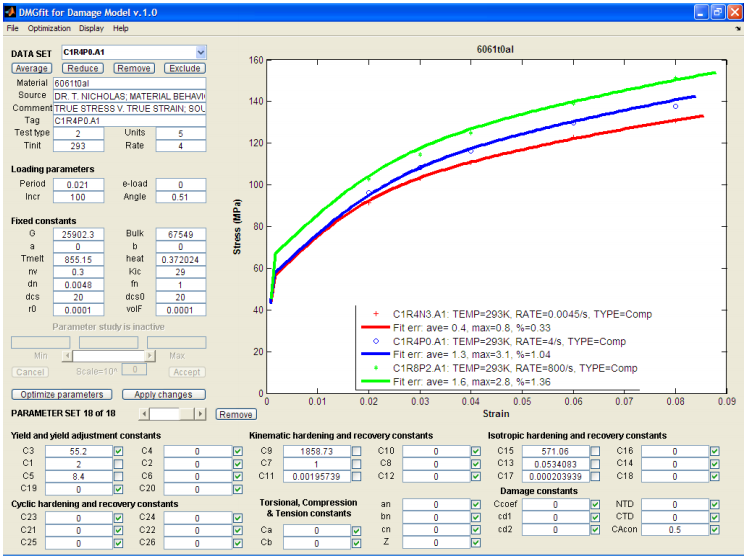 DMGfit for Damage Model v.1.0
File Optimization Display Help
DATA SET C1R4P0.A1
Average Reduce Remove Exclude
Material 6061t0al
Source DR. T. NICHOLAS; MATERIAL BEHAVI
Comment TRUE STRESS V. TRUE STRAIN; SOU
Tag C1R4P0.A1
Test type 2 Units 5
Tinit 293 Rate 4
Loading parameters
Period 0.021 e-load 0
Incr 100 Angle 0.51
Fixed constants
G 25902.3 Bulk 67549
a 0 b 0
Tmelt 855.15 heat 0.372024
nv 0.3 Kic 29
dn 0.0048 fn 1
dcs 20 dcs0 20
r0 0.0001 volF 0.0001
Parameter study is inactive
Min Max
Cancel Scale=10^ 0 Accept
Optimize parameters Apply changes
PARAMETER SET 18 of 18 Remove
6061t0al
160
140
120
100
80
60
40
20
0
Stress (MPa)
0 0.01 0.02 0.03 0.04 0.05 0.06 0.07 0.08 0.09
Strain
C1R4N3.A1: TEMP=293K, RATE=0.0045/s, TYPE=Comp
Fit err: ave= 0.4, max=0.8, %=0.33
C1R4P0.A1: TEMP=293K, RATE=4/s, TYPE=Comp
Fit err: ave= 1.3, max=3.1, %=1.04
C1R8P2.A1: TEMP=293K, RATE=800/s, TYPE=Comp
Fit err: ave= 1.6, max=2.8, %=1.36
Yield and yield adjustment constants
C3 55.2 C4 0
C1 2 C2 0
C5 8.4 C6 0
C19 0 C20 0
Cyclic hardening and recovery constants
C23 0 C24 0
C21 0 C22 0
C25 0 C26 0
Kinematic hardening and recovery constants
C9 1858.73 C10 0
C7 1 C8 0
C11 0.00195739 C12 0
Torsional, Compression
& Tension constants
Ca 0
Cb 0
an 0
bn 0
cn 0
Z 0
Isotropic hardening and recovery constants
C15 571.06 C16 0
C13 0.0534083 C14 0
C17 0.000203939 C18 0
Damage constants
Ccoef 0 NTD 0
cd1 0 CTD 0
cd2 0 CAcon 0.5